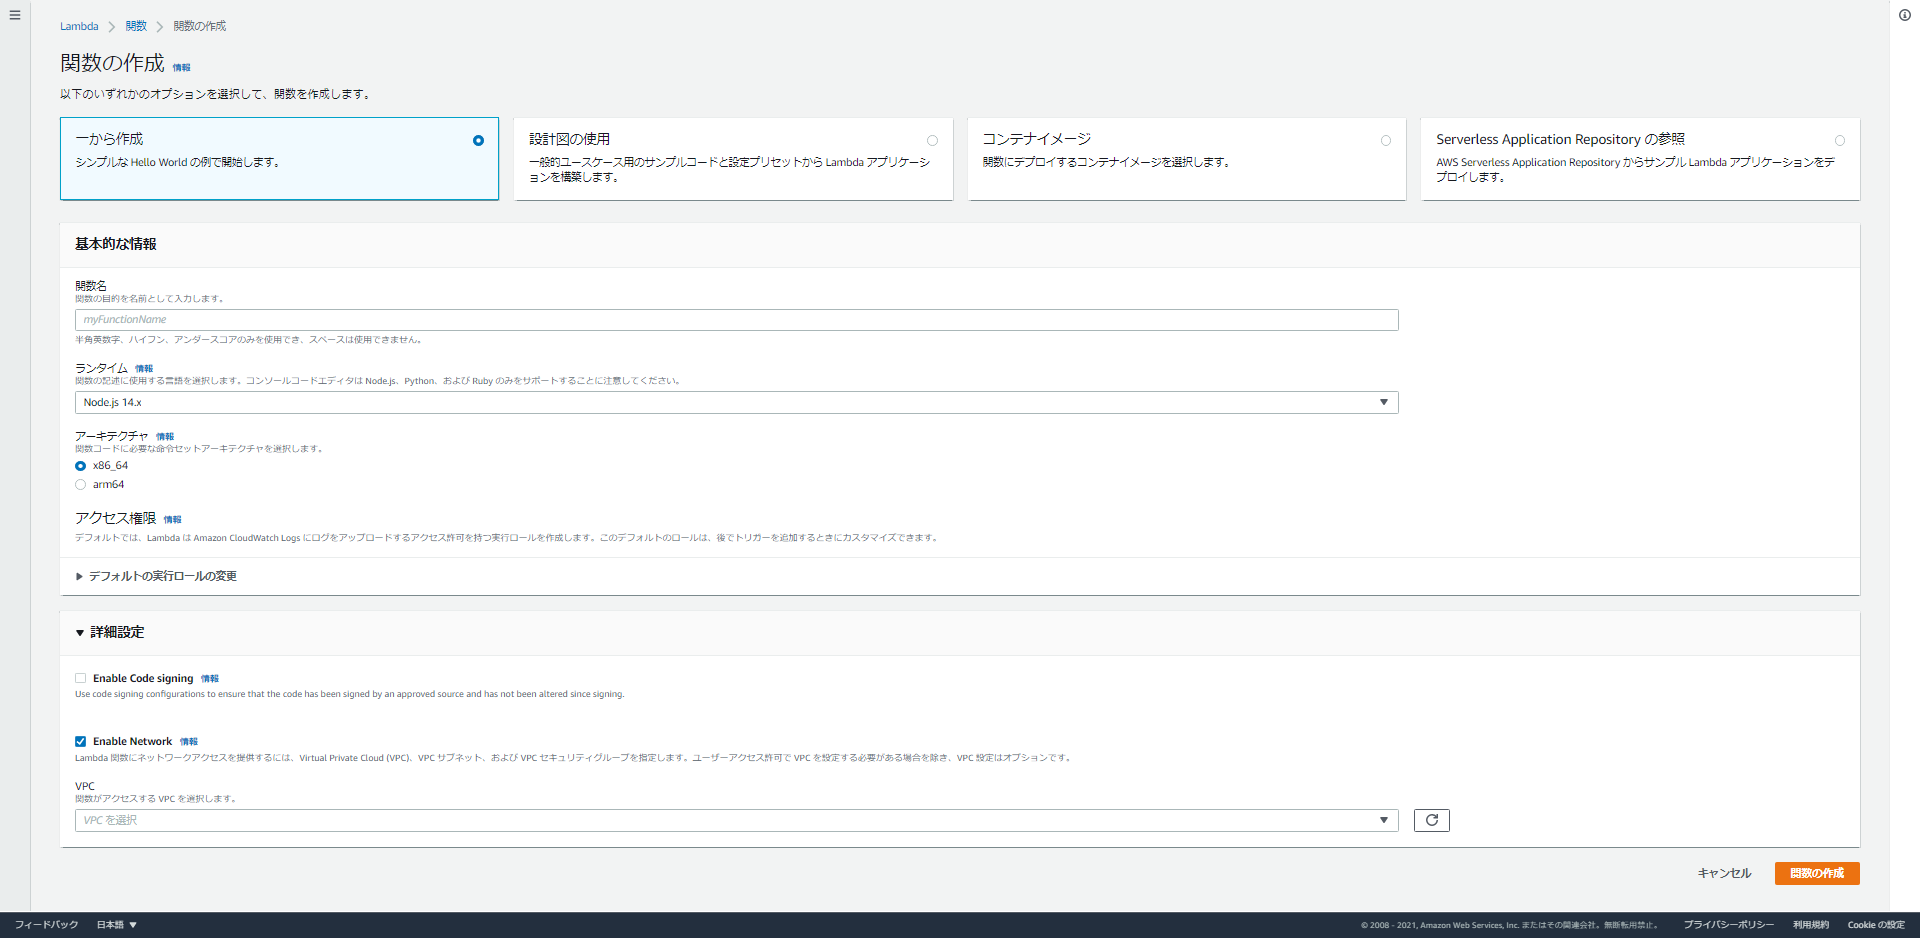 Lambda 関数 関数の作成
関数の作成 情報
以下のいずれかのオプションを選択して、関数を作成します。
一から作成
シンプルな Hello World の例で開始します。
設計図の使用
一般的ユースケース用のサンプルコードと設定プリセットから Lambda アプリケーシ
ョンを構築します。
コンテナイメージ
関数にデプロイするコンテナイメージを選択します。
Serverless Application Repository の参照
AWS Serverless Application Repository からサンプル Lambda アプリケーションをデ
プロイします。
基本的な情報
関数名
関数の目的を名前として入力します。
myFunctionName
半角英数字、ハイフン、アンダースコアのみを使用でき、スペースは使用できません。
ランタイム 情報
関数の記述に使用する言語を選択します。コンソールコードエディタは Node.js、Python、および Ruby のみをサポートすることに注意してください。
Node.js 14.x
アーキテクチャ 情報
関数コードに必要な命令セットアーキテクチャを選択します。
x86_64
arm64
アクセス権限 情報
デフォルトでは、Lambda は Amazon CloudWatch Logs にログをアップロードするアクセス許可を持つ実行ロールを作成します。このデフォルトのロールは、後でトリガーを追加するときにカスタマイズできます。
デフォルトの実行ロールの変更
詳細設定
Enable Code signing 情報
Use code signing configurations to ensure that the code has been signed by an approved source and has not been altered since signing.
Enable Network 情報
Lambda 関数にネットワークアクセスを提供するには、Virtual Private Cloud (VPC)、VPC サブネット、および VPC セキュリティグループを指定します。ユーザーアクセス許可で VPC を設定する必要がある場合を除き、VPC 設定はオプションです。
VPC
関数がアクセスする VPC を選択します。
VPC を選択
キャンセル 関数の作成
フィードバック 日本語 © 2008 - 2021, Amazon Web Services, Inc. またはその関連会社。無断転用禁止。 プライバシーポリシー 利用規約 Cookie の設定